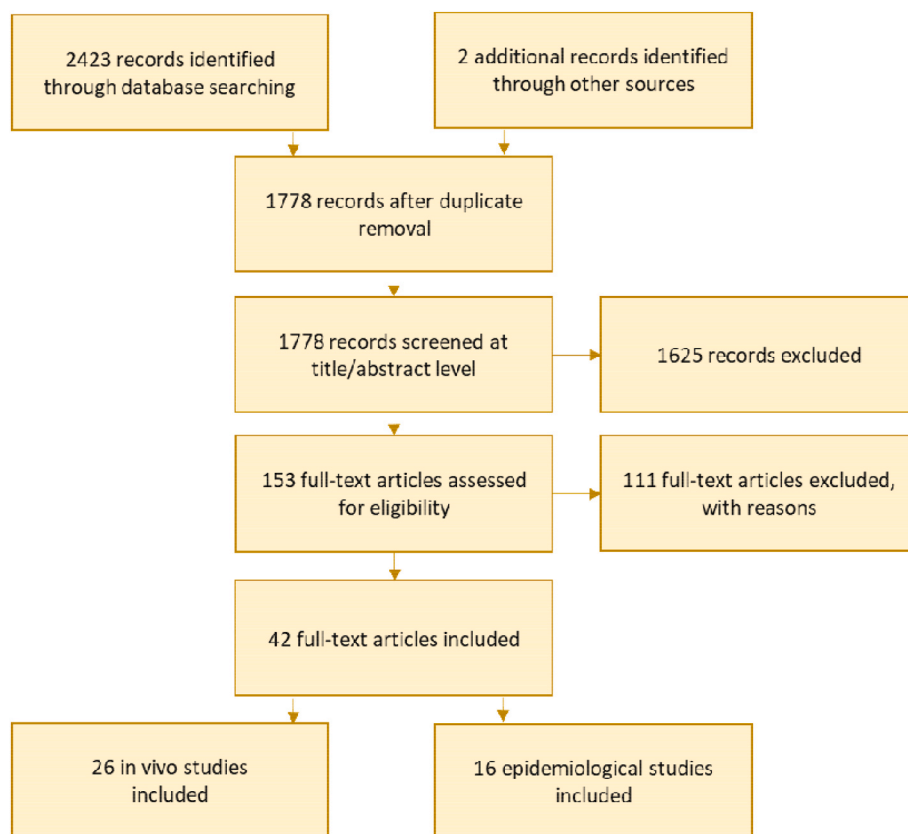 2423 records identified
through database searching
2 additional records identified
through other sources
1778 records after duplicate
removal
1778 records screened at
title/abstract level
1625 records excluded
153 full-text articles assessed
for eligibility
111 full-text articles excluded,
with reasons
42 full-text articles included
26 in vivo studies
included
16 epidemiological studies
included